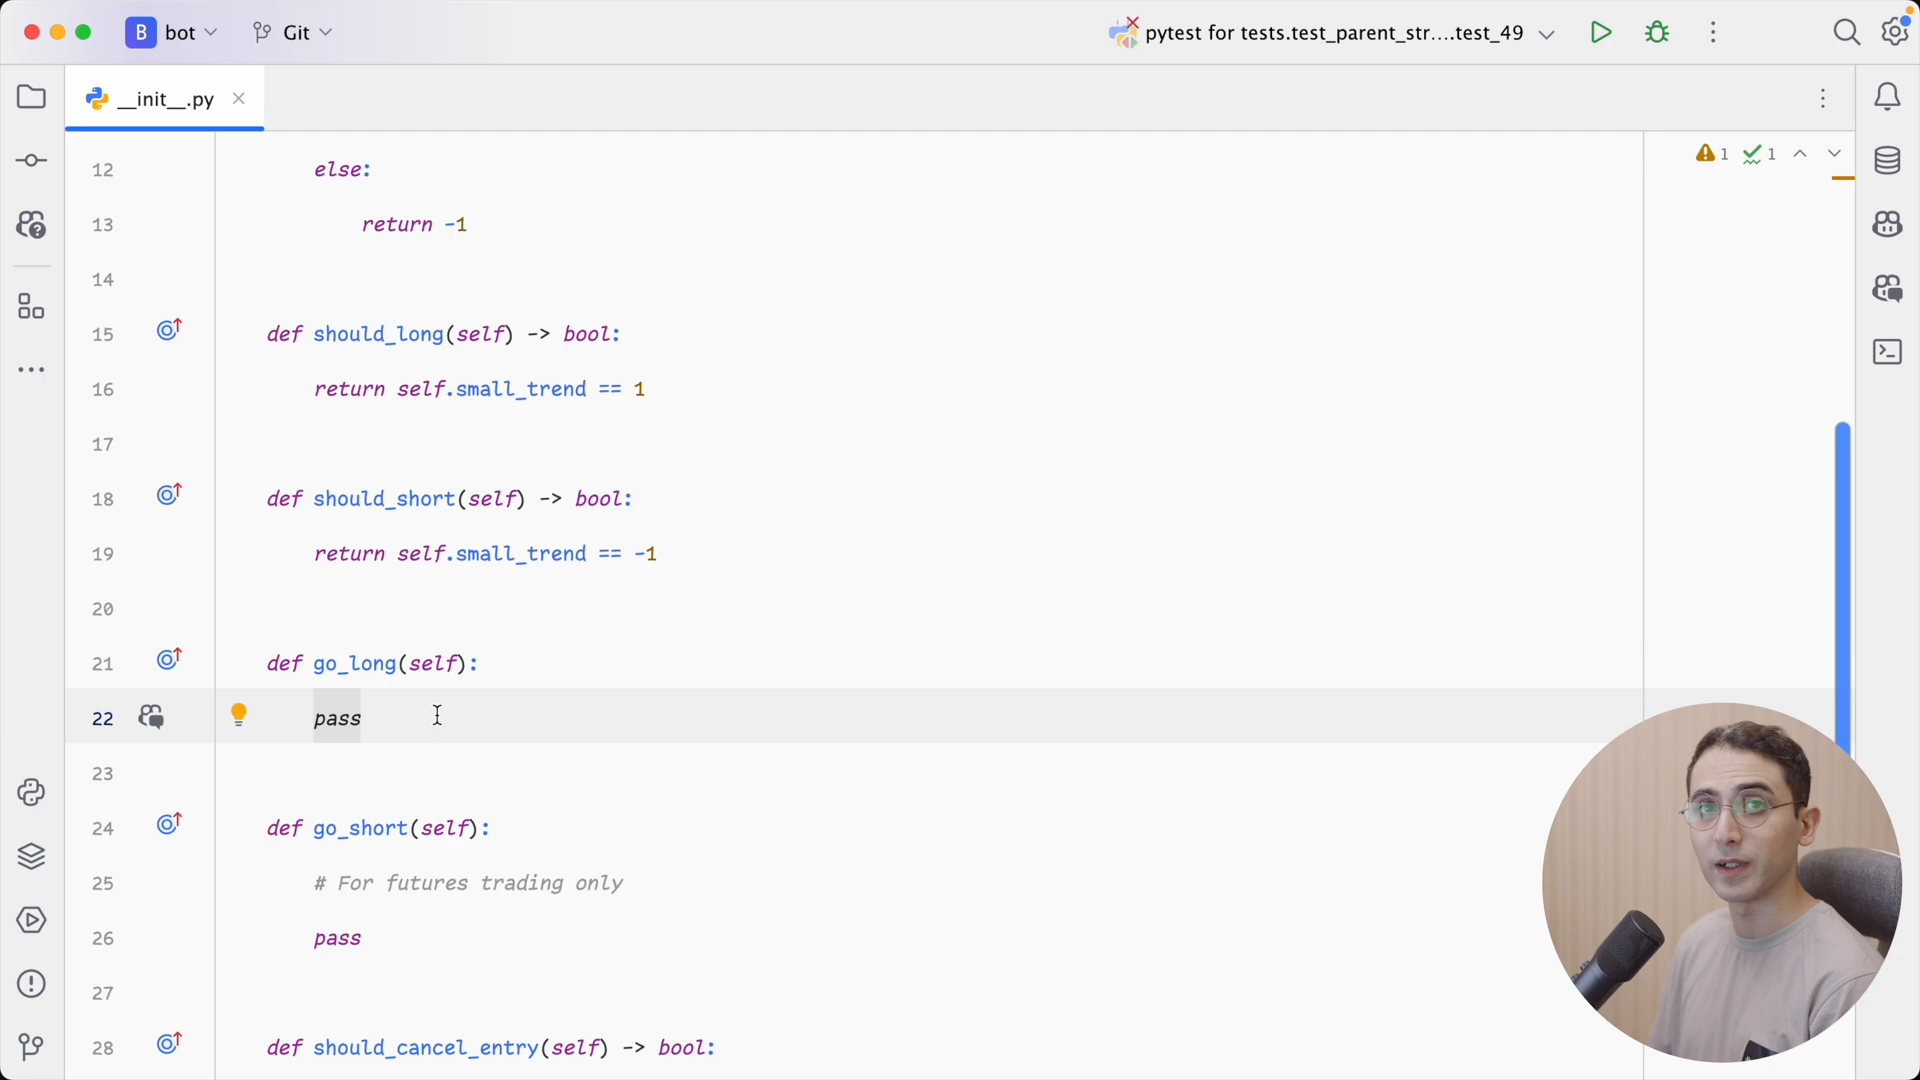 B bot Git pytest for tests.test_parent_str....test_49
__init__.py
1 1
12 else:
13 return -1
14
15 def should_long(self) -> bool:
16 return self.small_trend == 1
17
18 def should_short(self) -> bool:
19 return self.small_trend == -1
20
21 def go_long(self):
22 pass
23
24 def go_short(self):
25 # For futures trading only
26 pass
27
28 def should_cancel_entry(self) -> bool: